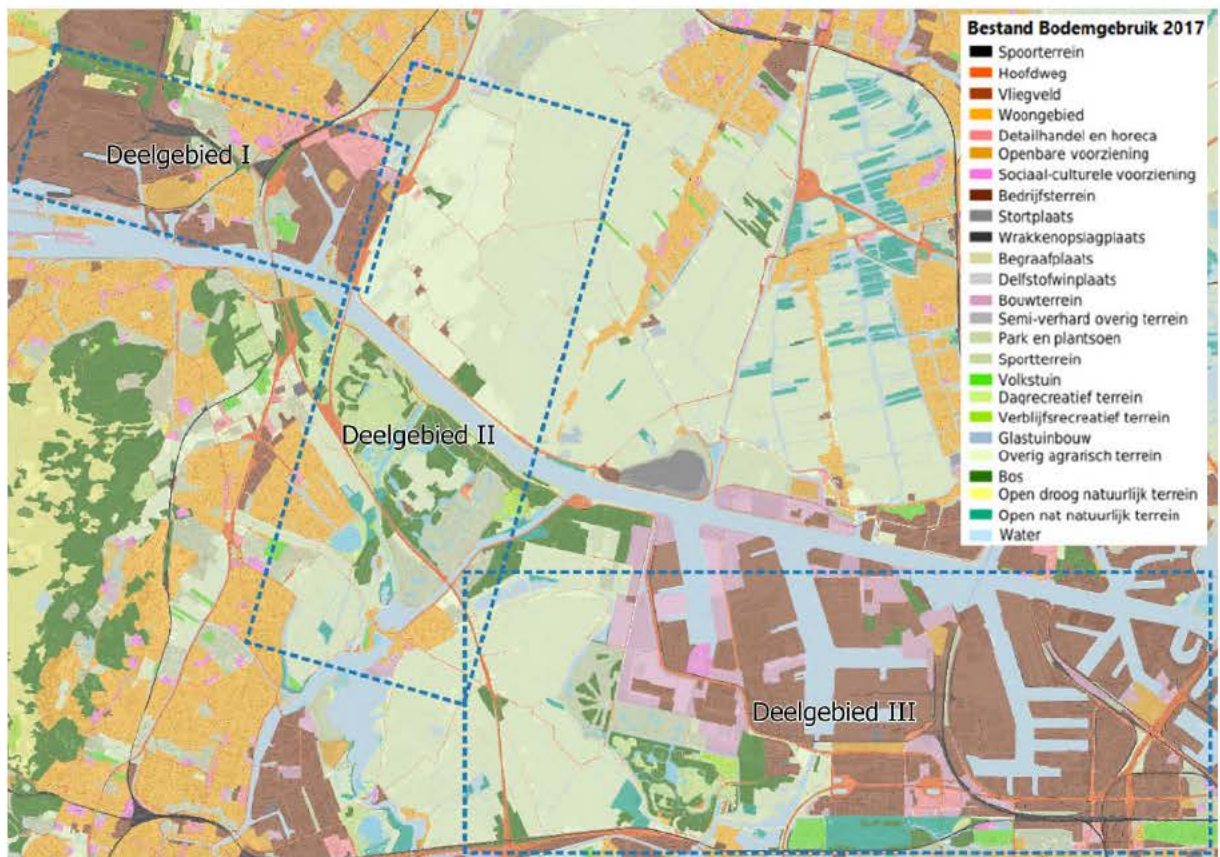 Bestand Bodemgebruik 2017
Spoorterrein
Hoofdweg
Vliegveld
Woongebied
Detailhandel en horeca
Openbare voorziening
Sociaal-culturele voorziening
Bedrijfsterrein
Stortplaats
Wrakkenopslagplaats
Begraafplaats
Delfstofwinplaats
Bouwterrein
Semi-verhard overig terrein
Park en plantsoen
Sportterrein
Volkstuin
Dagrecreatief terrein
Verblijfsrecreatief terrein
Glastuinbouw
Overig agrarisch terrein
Bos
Open droog natuurlijk terrein
Open nat natuurlijk terrein
Water
Deelgebied I
Deelgebied II
Deelgebied III